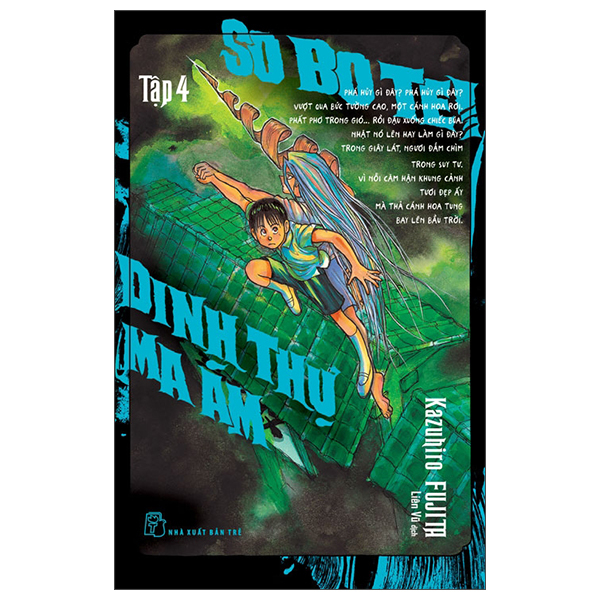 SÔ BO TEI
Tập 4
PHÁ HỦY GÌ ĐÂY? PHÁ HỦY GÌ ĐÂY?
VƯỢT QUA BỨC TƯỜNG CAO, MỘT CÁNH HOA RƠI,
PHẤT PHƠ TRONG GIÓ... RỒI ĐẬU XUỐNG CHIẾC BÚA.
NHẶT NÓ LÊN HAY LÀM GÌ ĐÂY?
TRONG GIÂY LÁT, NGƯƠI ĐẮM CHÌM
TRONG SUY TƯ.
VÌ NỖI CĂM HẬN KHUNG CẢNH
TƯƠI ĐẸP ẤY
MÀ THẢ CÁNH HOA TUNG
BAY LÊN BẦU TRỜI.
DINH THỰ
MA ÁM
Kazuhiro FUJITA
Liên Vũ dịch
NHÀ XUẤT BẢN TRẺ